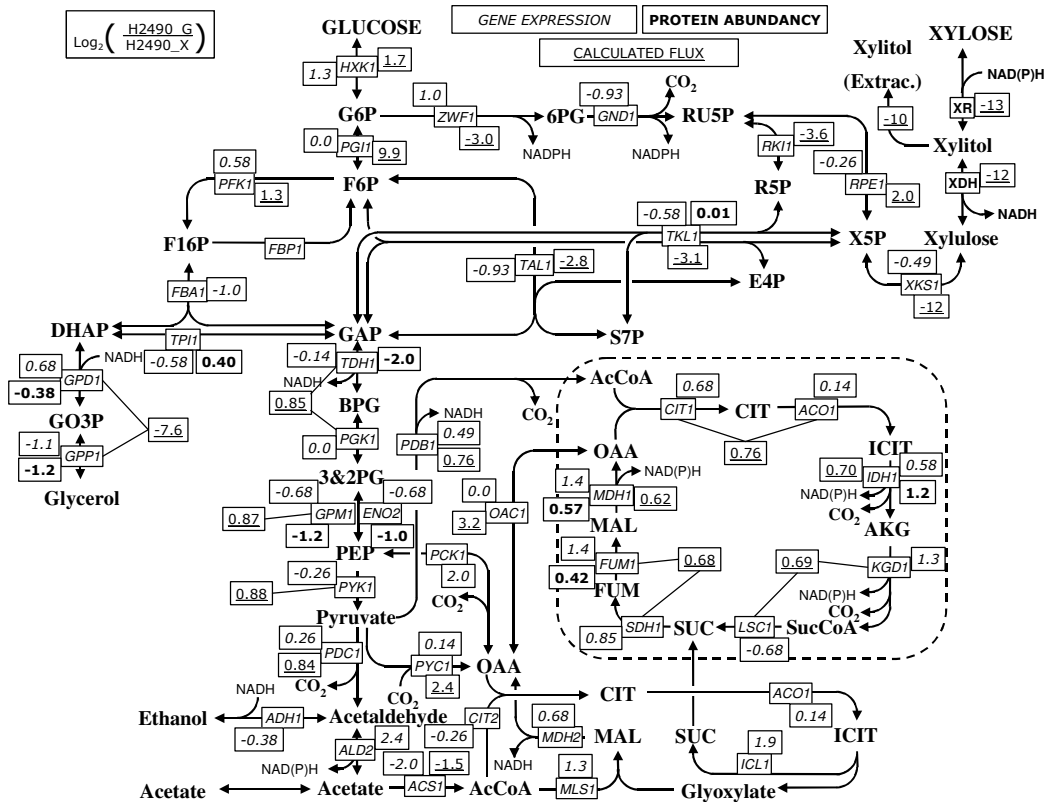 Log₂ ( H2490_G / H2490_X )
GENE EXPRESSION
PROTEIN ABUNDANCY
CALCULATED FLUX
GLUCOSE
1.3 HXK1 1.7
G6P
1.0
ZWF1
-3.0
NADPH
6PG
-0.93
GND1
CO2
NADPH
RU5P
0.0 PGI1 9.9
F6P
0.58
PFK1
1.3
F16P
FBP1
RKI1 -3.6
R5P
-0.26
RPE1
2.0
Xylitol
(Extrac.)
-10
XYLOSE
NAD(P)H
XR -13
Xylitol
XDH -12
NADH
Xylulose
X5P
-0.49
XKS1
-12
-0.58 0.01
TKL1
-3.1
E4P
-0.93 TAL1 -2.8
S7P
FBA1 -1.0
DHAP
GAP
TPI1
-0.58 0.40
NADH
0.68
GPD1
-0.38
GO3P
-1.1
GPP1
-1.2
-7.6
Glycerol
-0.14
TDH1 -2.0
NADH
0.85
BPG
PGK1
0.0
3&2PG
-0.68
GPM1
-1.2
0.87
-0.68
ENO2
-1.0
PEP
-0.26
PYK1
0.88
Pyruvate
NADH
PDB1
0.49
0.76
CO2
AcCoA
0.0
OAC1
3.2
PCK1
2.0
CO2
0.26
PDC1
0.84
CO2
0.14
PYC1
2.4
CO2
OAA
NADH
Ethanol
ADH1
-0.38
Acetaldehyde
ALD2
2.4
NAD(P)H
Acetate
Acetate
-2.0 -1.5
ACS1
AcCoA
CIT2
-0.26
NADH
0.68
MDH2
MAL
1.3
MLS1
Glyoxylate
1.9
ICL1
SUC
CIT
ACO1
0.14
ICIT
OAA
0.68
CIT1
CIT
0.14
ACO1
0.76
ICIT
0.70 IDH1 0.58
1.2
NAD(P)H
CO2
AKG
KGD1 1.3
NAD(P)H
CO2
SucCoA
LSC1
-0.68
0.69
SUC
SDH1
0.85
0.68
FUM
1.4
FUM1
0.42
MAL
1.4
MDH1 0.62
0.57
NAD(P)H